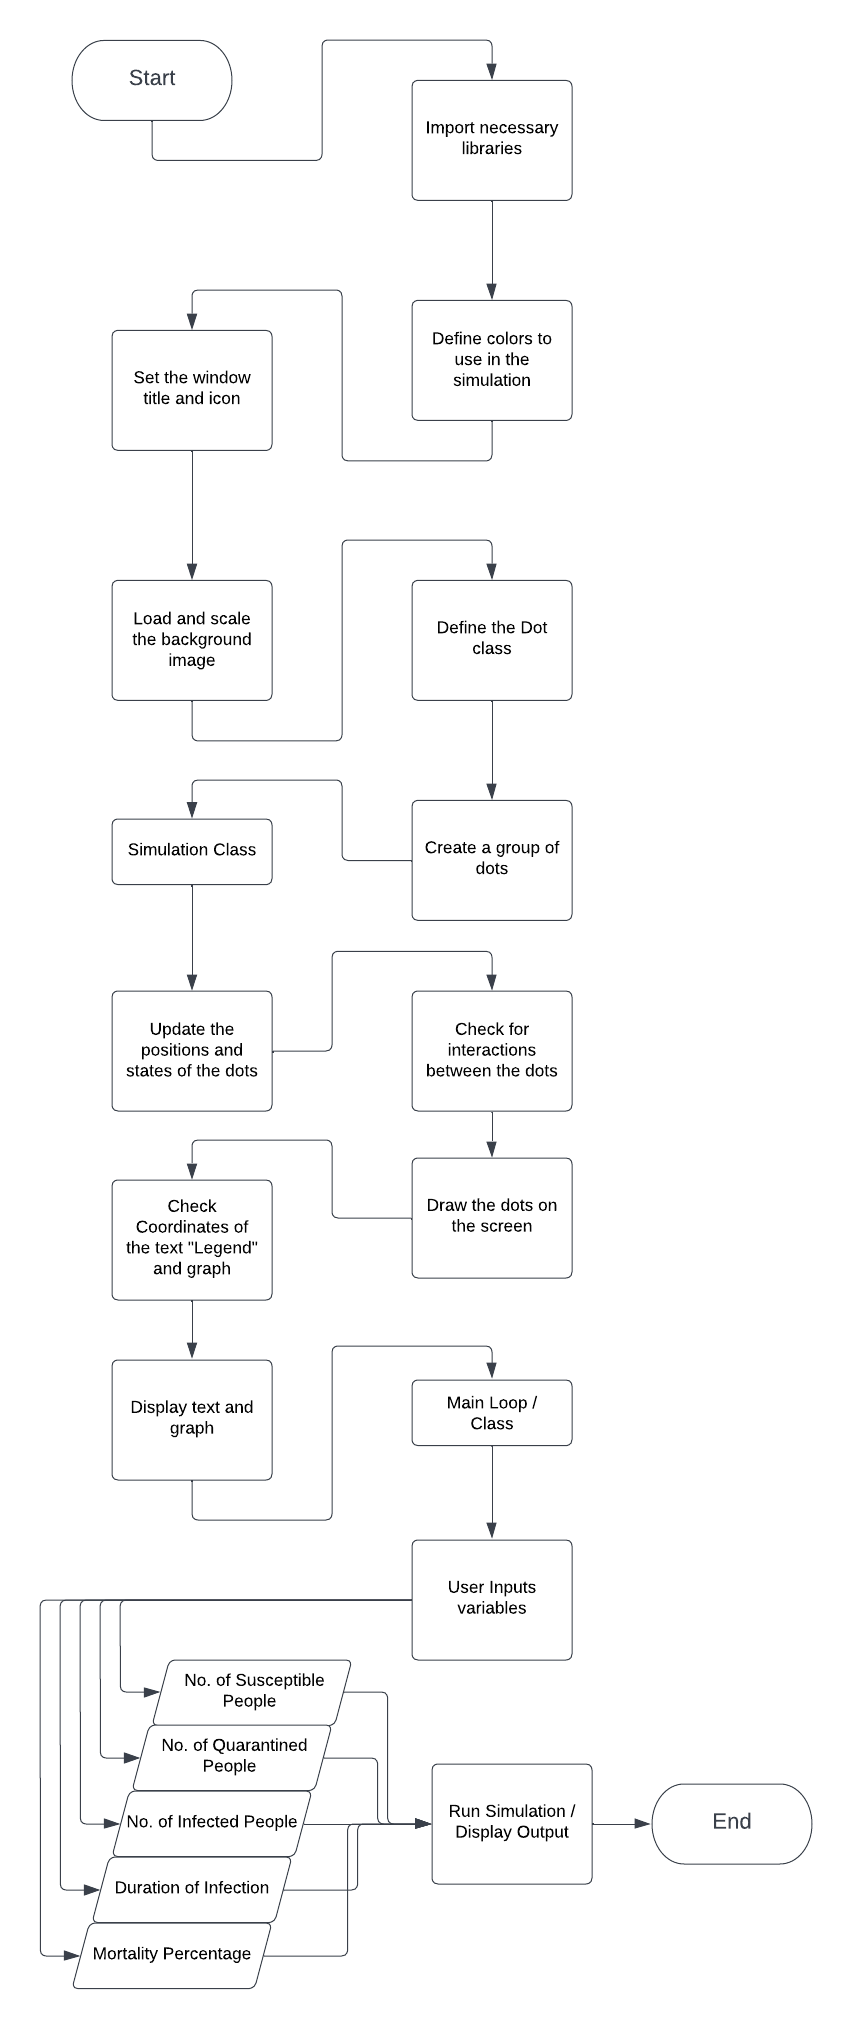 Start
Import necessary
libraries
Define colors to
use in the
simulation
Set the window
title and icon
Load and scale
the background
image
Define the Dot
class
Create a group of
dots
Simulation Class
Update the
positions and
states of the dots
Check for
interactions
between the dots
Draw the dots on
the screen
Check
Coordinates of
the text "Legend"
and graph
Display text and
graph
Main Loop /
Class
User Inputs
variables
No. of Susceptible
People
No. of Quarantined
People
No. of Infected People
Duration of Infection
Mortality Percentage
Run Simulation /
Display Output
End